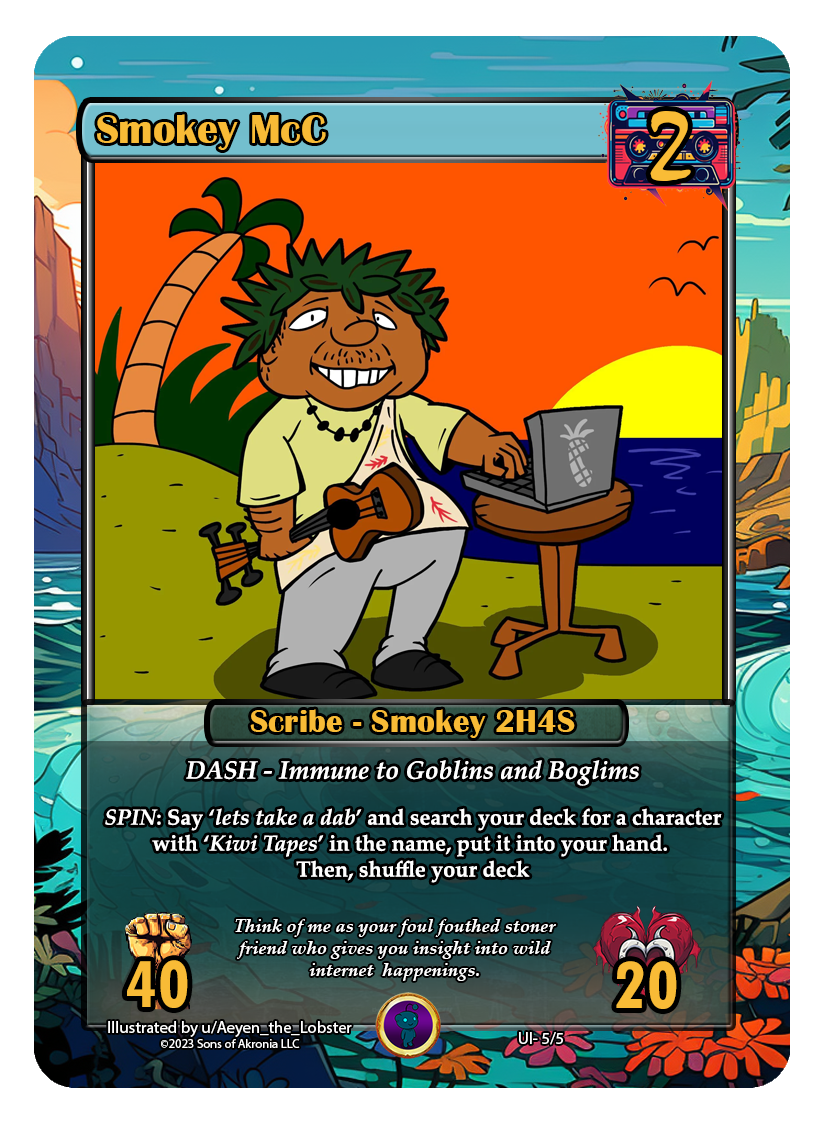 Smokey McC
2
Scribe - Smokey 2H4S
DASH - Immune to Goblins and Boglims
SPIN: Say ‘lets take a dab’ and search your deck for a character
with ‘Kiwi Tapes’ in the name, put it into your hand.
Then, shuffle your deck
Think of me as your foul fouthed stoner
friend who gives you insight into wild
internet happenings.
40
20
Illustrated by u/Aeyen_the_Lobster
©2023 Sons of Akronia LLC
UI- 5/5